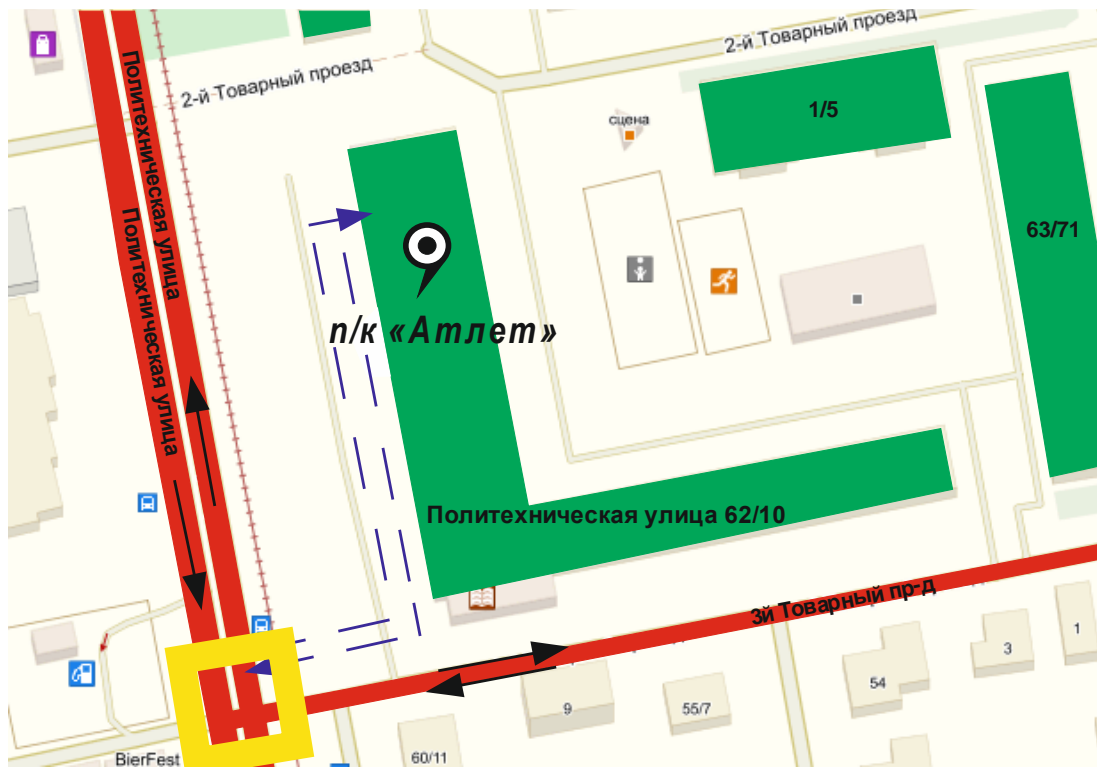 2-й Товарный проезд
2-й Товарный проезд
Политехническая улица
Политехническая улица
сцена
1/5
63/71
п/к «Атлет»
Политехническая улица 62/10
3й Товарный пр-д
1
3
54
9
55/7
60/11
BierFest